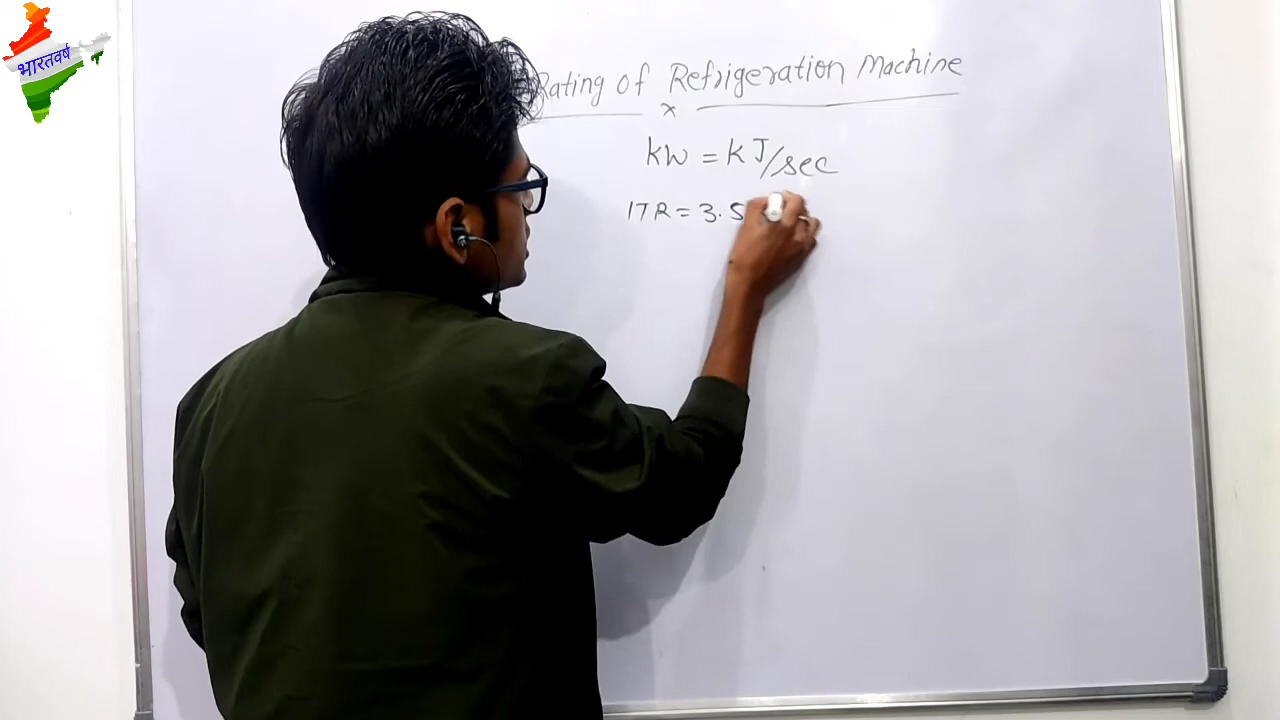 भारतवर्ष
Rating of Refrigeration Machine
x
KW = KJ/sec
1TR = 3.5